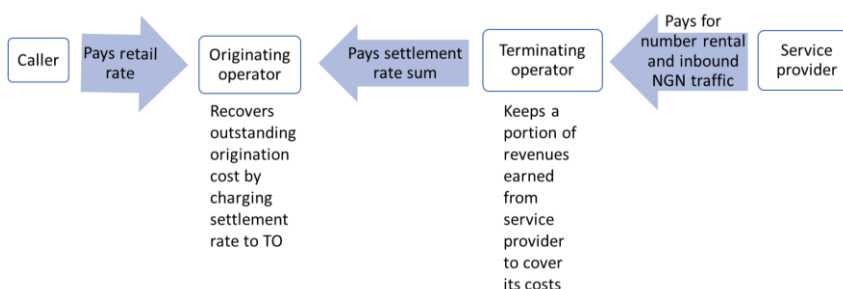 Caller
Pays retail
rate
Originating
operator
Pays settlement
rate sum
Terminating
operator
Pays for
number rental
and inbound
NGN traffic
Service
provider
Recovers
outstanding
origination
cost by
charging
settlement
rate to TO
Keeps a
portion of
revenues
earned
from
service
provider
to cover
its costs